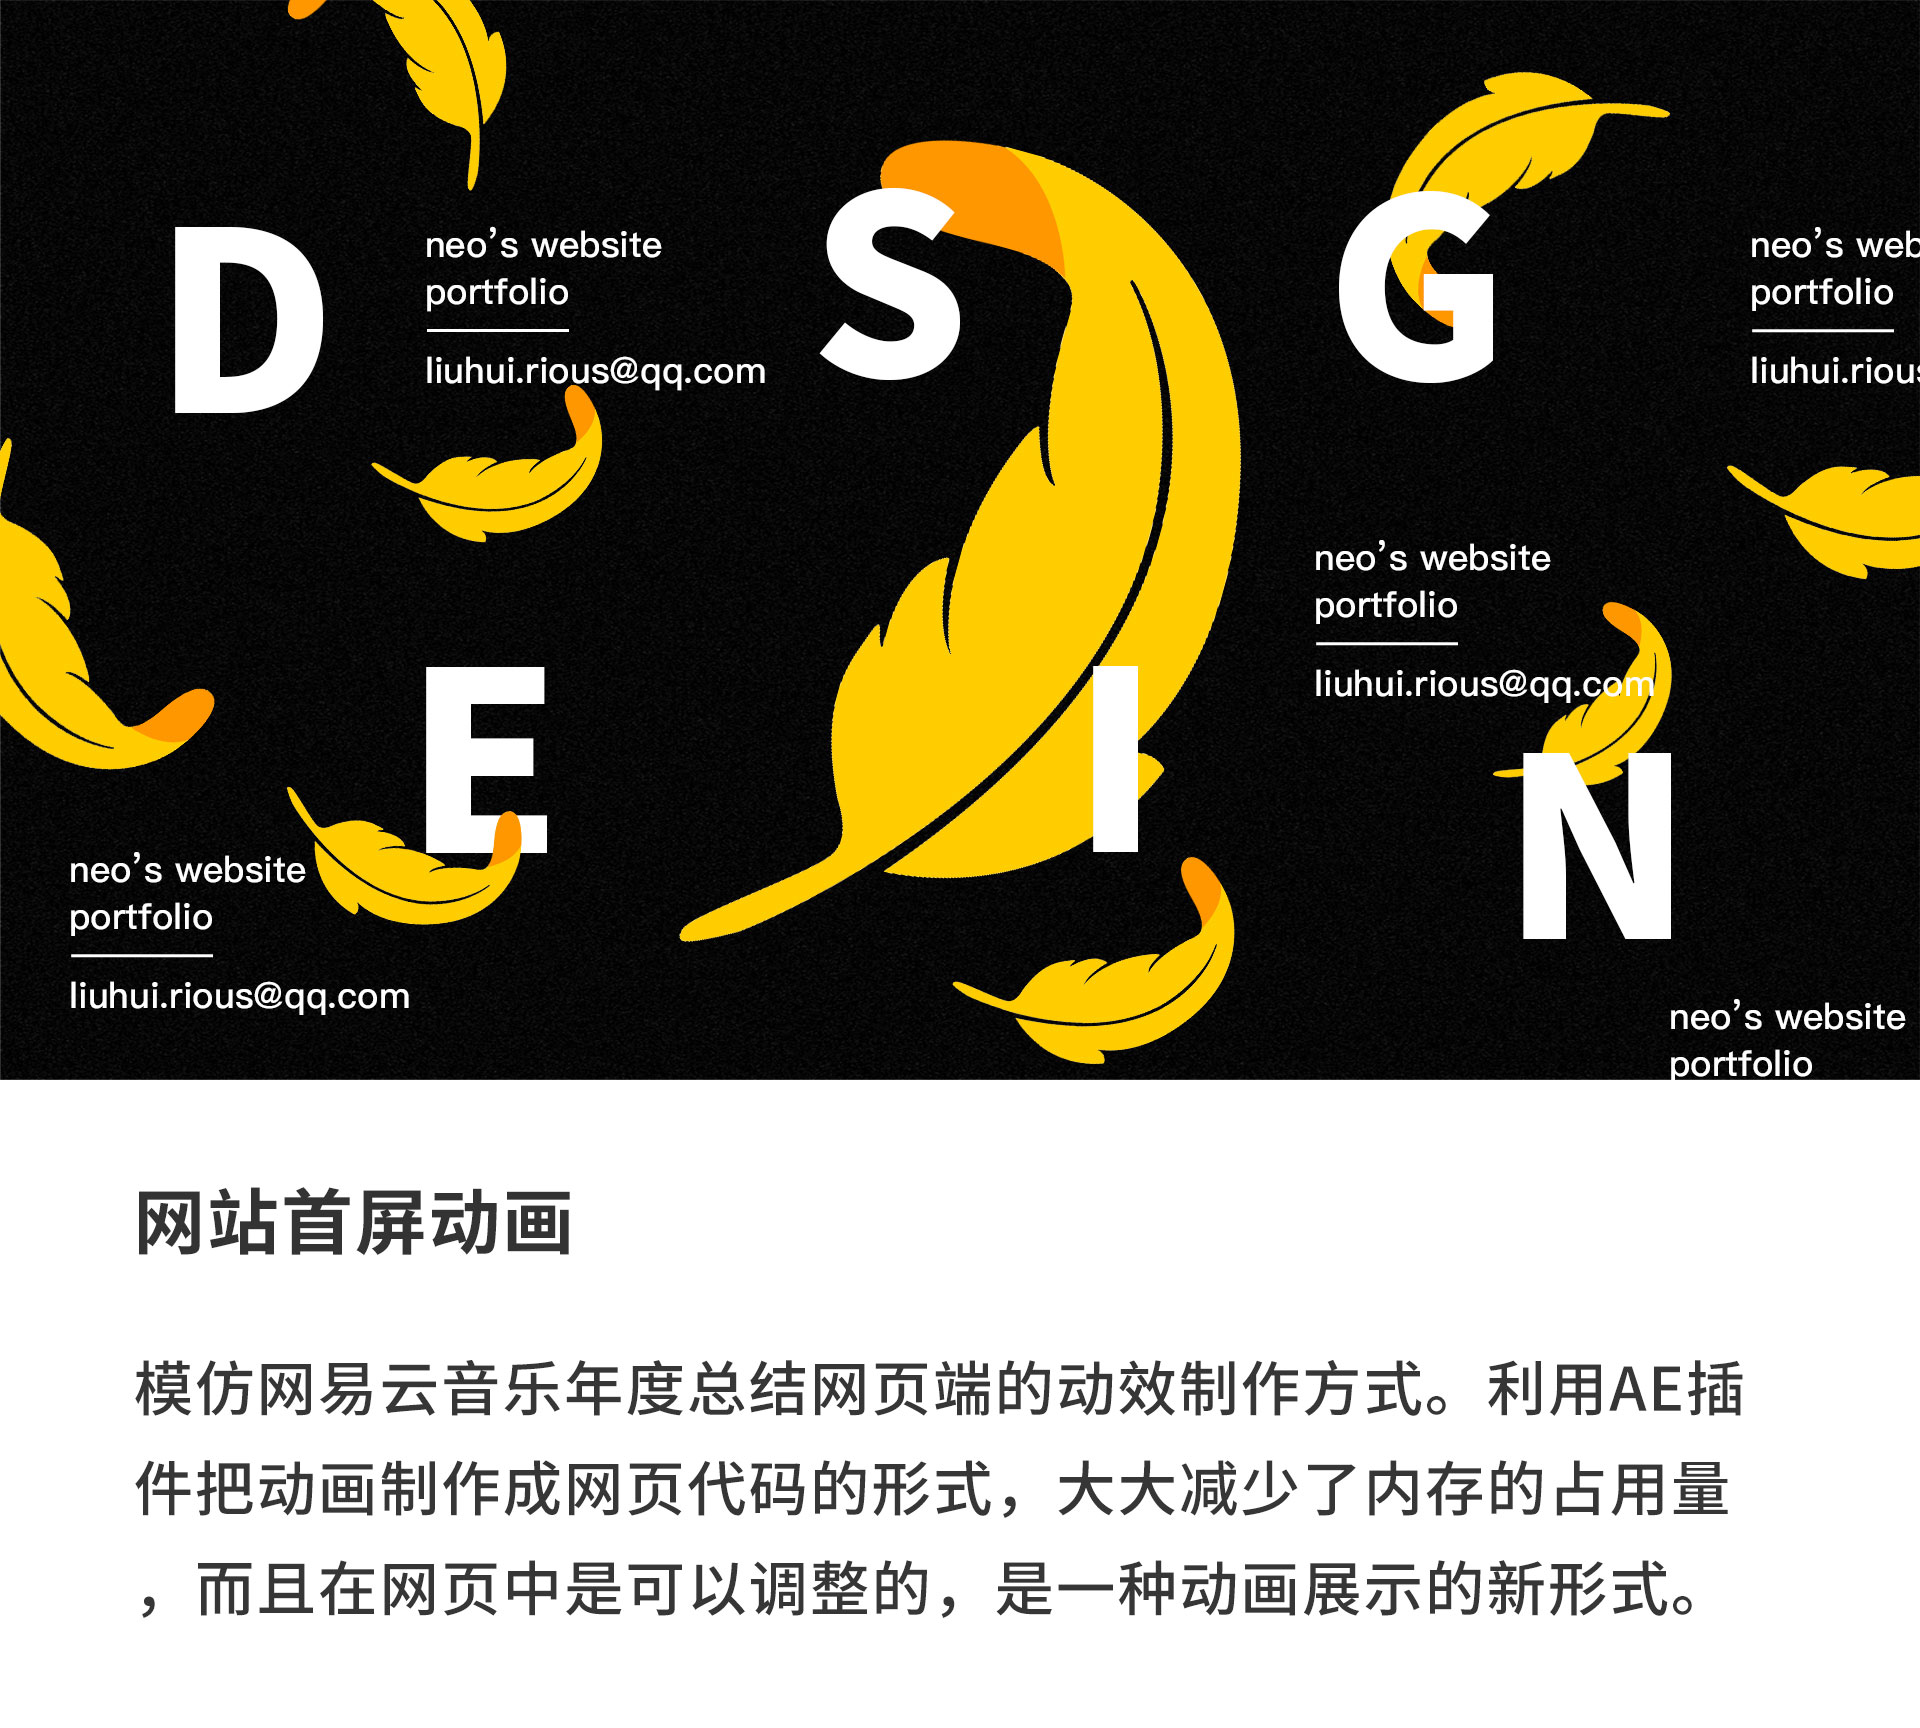 D
neo’s website
portfolio
liuhui.rious@qq.com
S
G
neo’s web
portfolio
liuhui.rious
E
I
neo’s website
portfolio
liuhui.rious@qq.com
N
neo’s website
portfolio
liuhui.rious@qq.com
neo’s website
portfolio
网站首屏动画
模仿网易云音乐年度总结网页端的动效制作方式。利用AE插
件把动画制作成网页代码的形式，大大减少了内存的占用量
，而且在网页中是可以调整的，是一种动画展示的新形式。